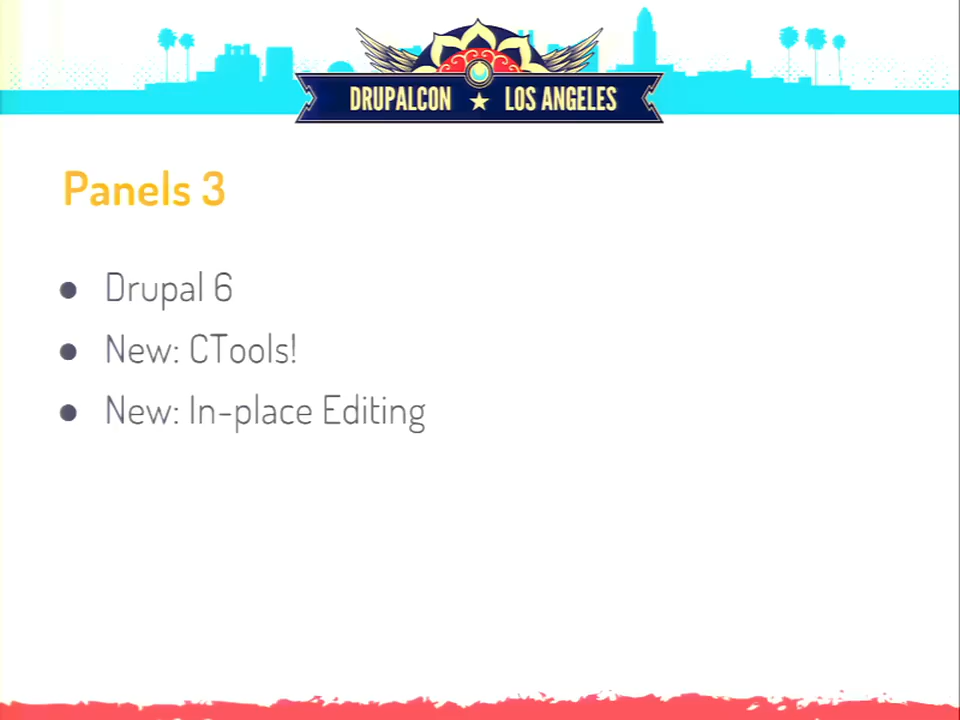 DRUPALCON ★ LOS ANGELES
Panels 3
● Drupal 6
● New: CTools!
● New: In-place Editing